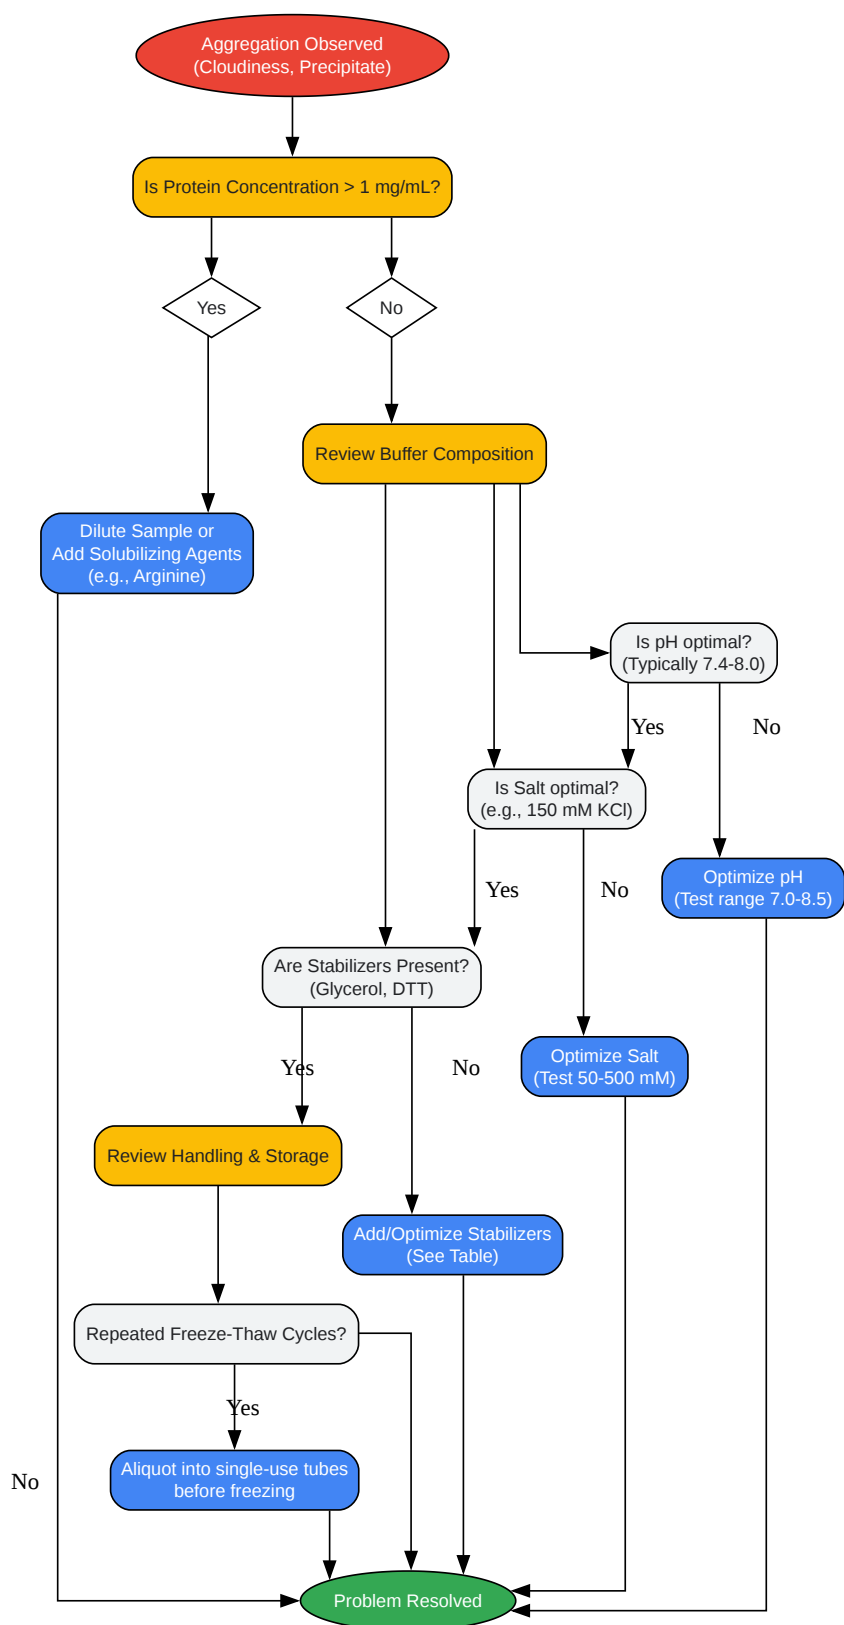 Aggregation Observed
(Cloudiness, Precipitate)
Is Protein Concentration > 1 mg/mL?
Yes
No
Review Buffer Composition
Dilute Sample or
Add Solubilizing Agents
(e.g., Arginine)
Is pH optimal?
(Typically 7.4-8.0)
Yes
No
Is Salt optimal?
(e.g., 150 mM KCl)
Optimize pH
(Test range 7.0-8.5)
Yes
No
Are Stabilizers Present?
(Glycerol, DTT)
Optimize Salt
(Test 50-500 mM)
Yes
No
Review Handling & Storage
Add/Optimize Stabilizers
(See Table)
Repeated Freeze-Thaw Cycles?
Yes
Aliquot into single-use tubes
before freezing
No
Problem Resolved